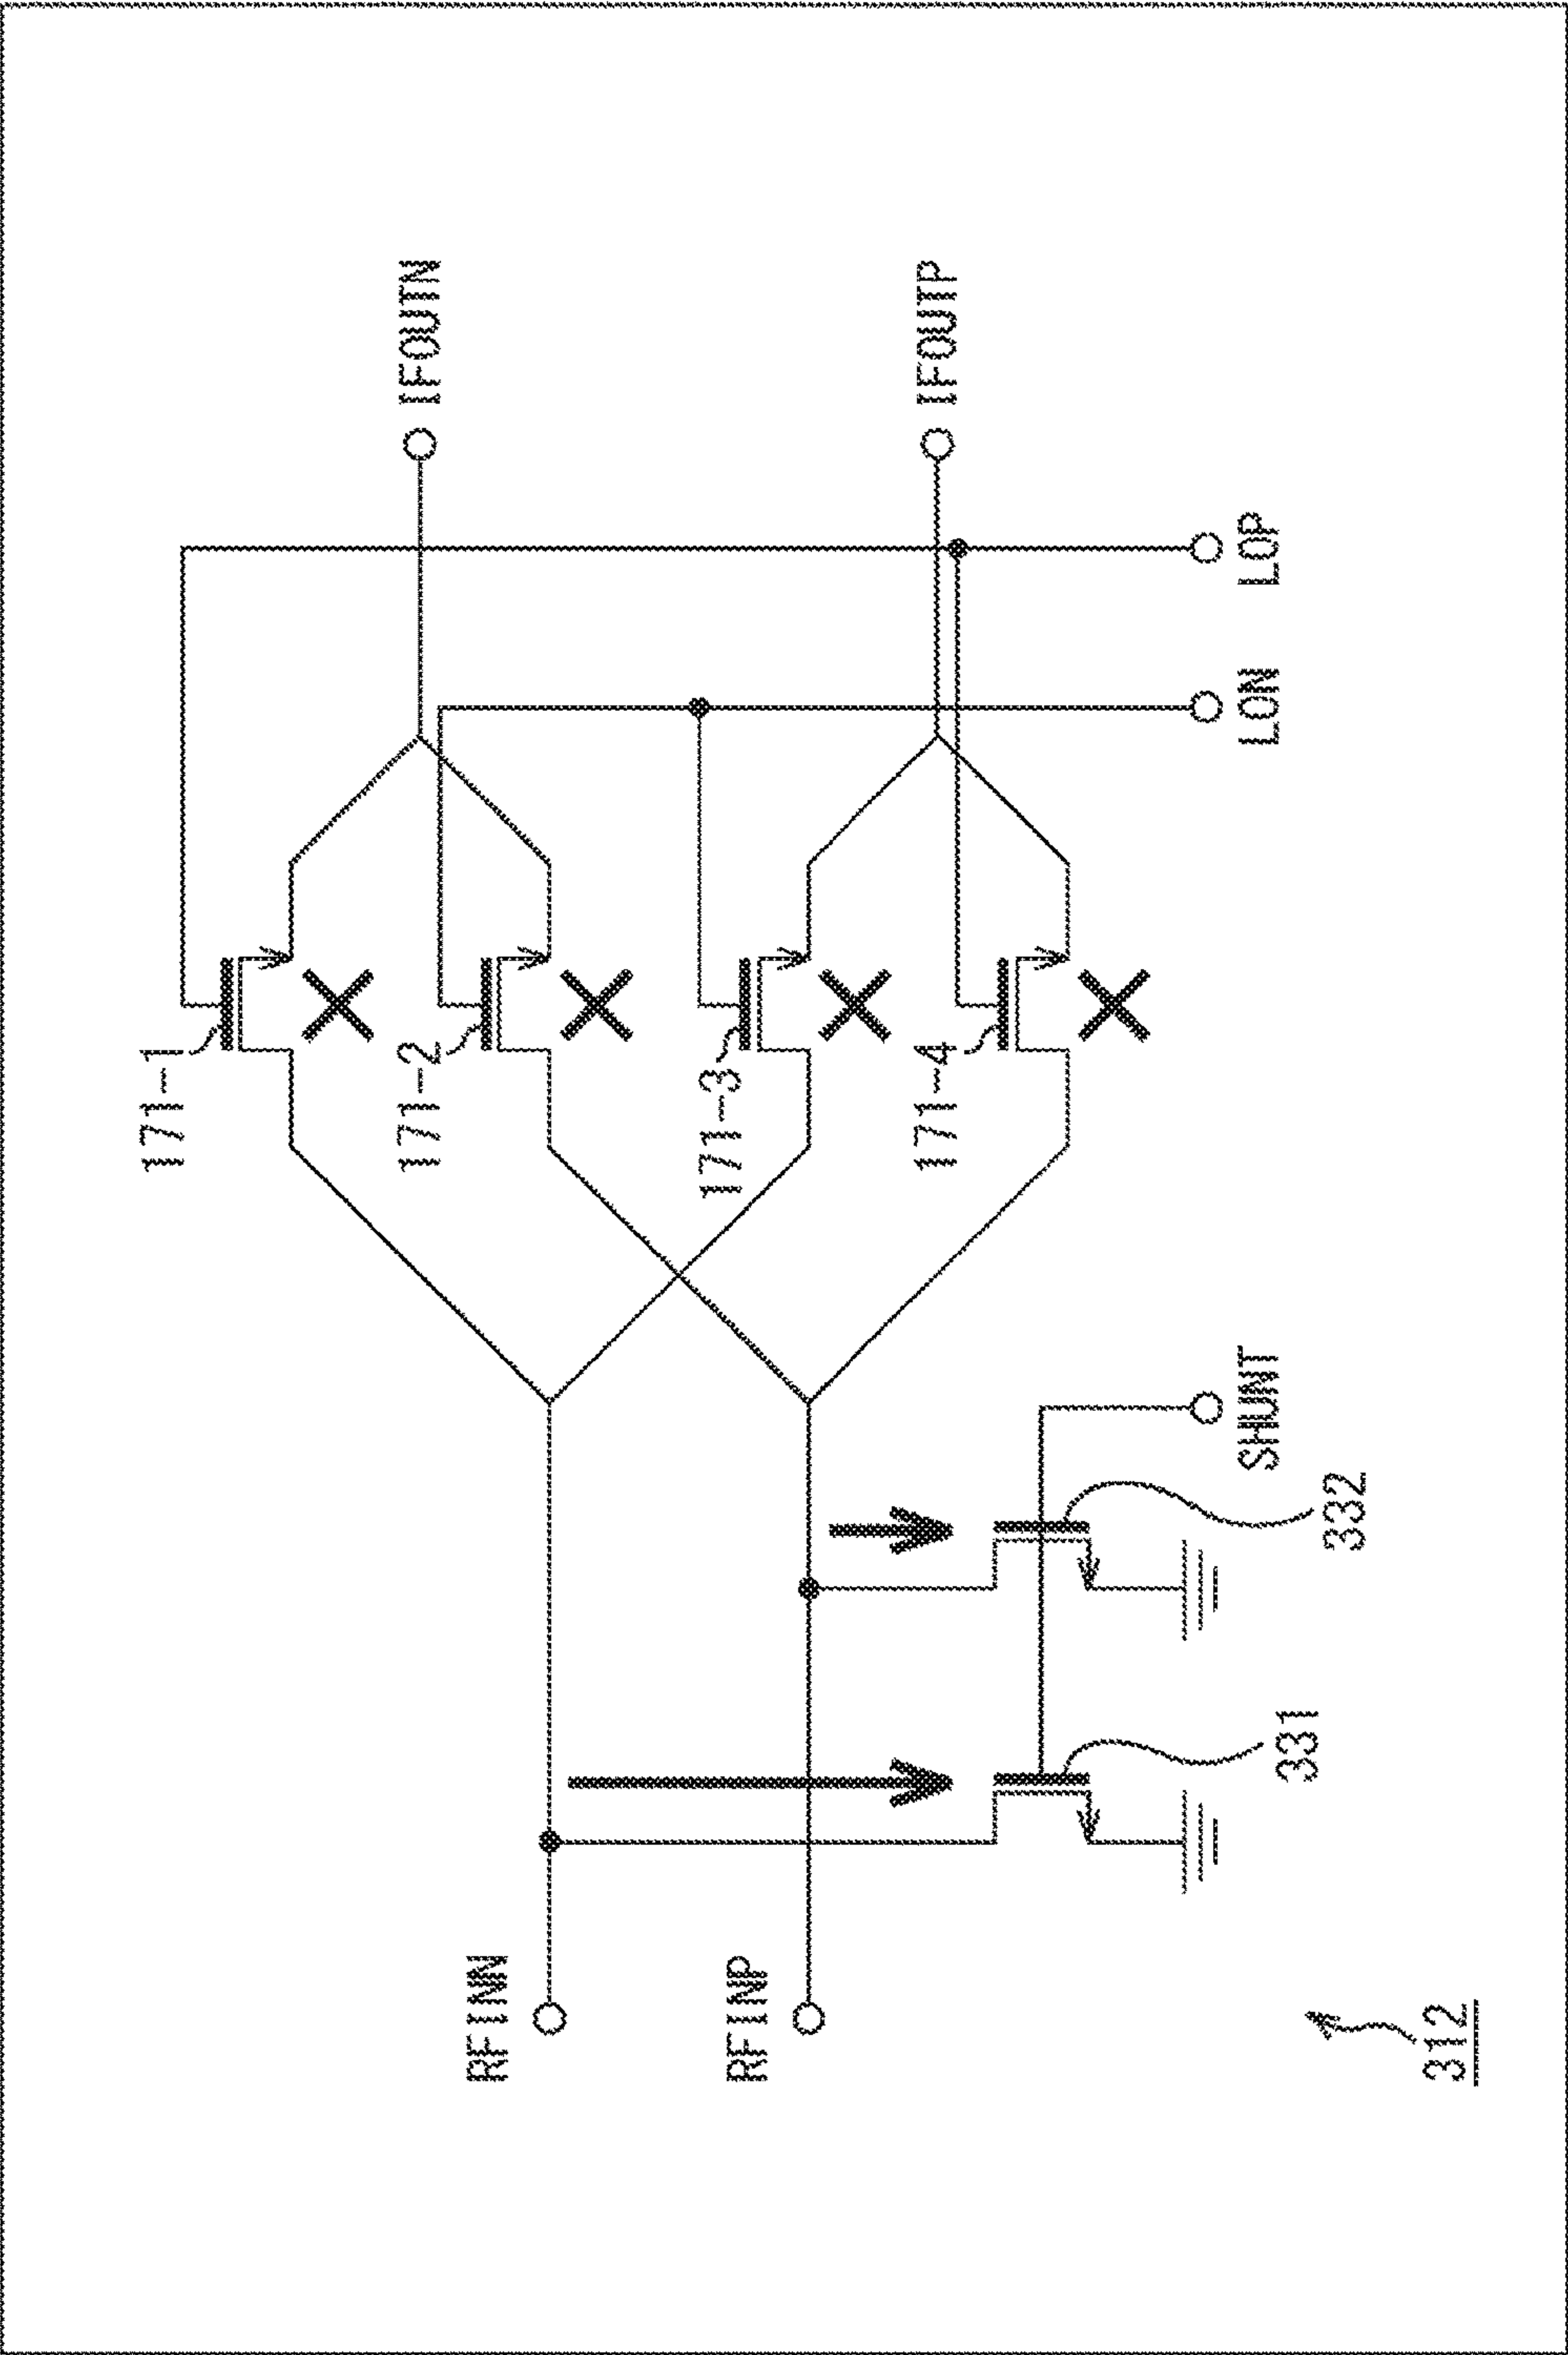 171-1
171-2
171-3
171-4
IFOUTN
IFOUTP
RFINN
RFINP
SHUNT
LON
LOP
331
332
312